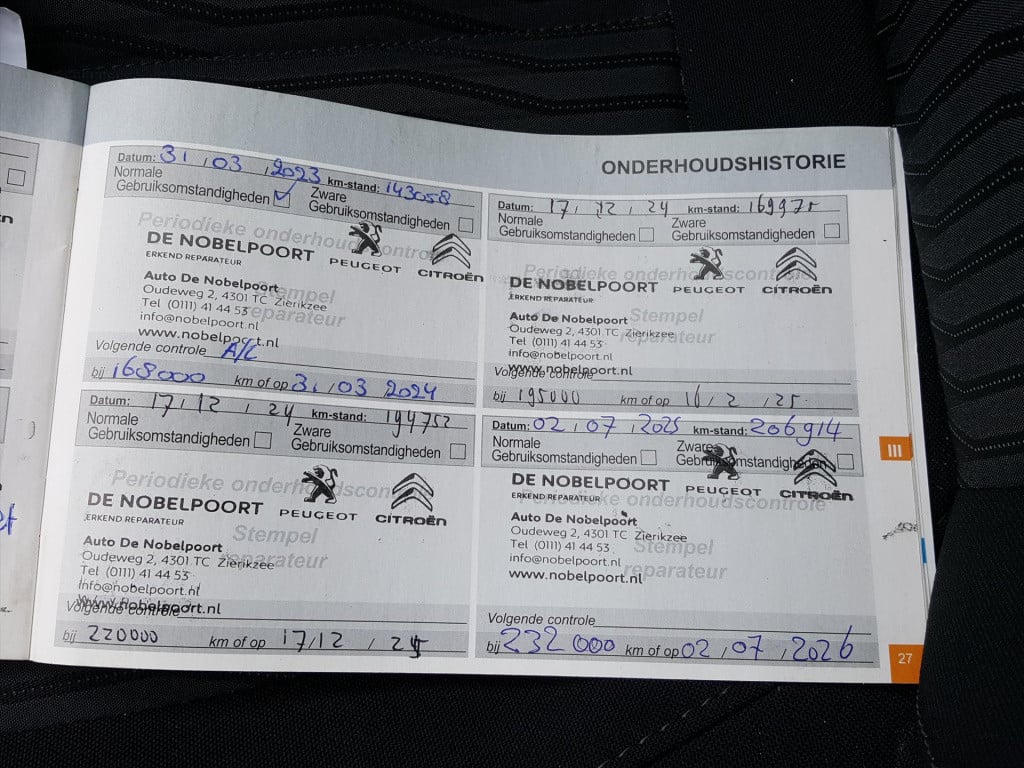 ONDERHOUDSHISTORIE
Datum: 31 / 03 / 2023 km-stand: 143058
Normale Gebruiksomstandigheden ✓ Zware Gebruiksomstandigheden
Periodieke onderhoudscontrole
DE NOBELPOORT PEUGEOT CITROËN
ERKEND REPARATEUR
Auto De Nobelpoort Stempel
Oudeweg 2, 4301 TC Zierikzee
Tel (0111) 41 44 53 reparateur
info@nobelpoort.nl
www.nobelpoort.nl
Volgende controle A/C
bij 168000 km of op 31 / 03 / 2024
Datum: 17 / 12 / 24 km-stand:
Normale Gebruiksomstandigheden Zware Gebruiksomstandigheden
Periodieke onderhoudscontrole
DE NOBELPOORT PEUGEOT CITROËN
ERKEND REPARATEUR
Auto De Nobelpoort Stempel
Oudeweg 2, 4301 TC Zierikzee
Tel (0111) 41 44 53 reparateur
info@nobelpoort.nl
www.nobelpoort.nl
Volgende controle
bij 195000 km of op 16 / 2 / 25
Datum: 17 / 12 / 24 km-stand: 194752
Normale Gebruiksomstandigheden Zware Gebruiksomstandigheden
Periodieke onderhoudscont
DE NOBELPOORT PEUGEOT CITROËN
ERKEND REPARATEUR
Stempel
Auto De Nobelpoort
Oudeweg 2, 4301 TC Zierikzee reparateur
Tel (0111) 41 44 53
info@nobelpoort.nl
www.nobelpoort.nl
Volgende controle
bij 220000 km of op 17 / 12 / 25
Datum: 02 / 07 / 2025 km-stand: 206914
Normale Gebruiksomstandigheden Zware Gebruiksomstandigheden
DE NOBELPOORT PEUGEOT CITROËN
ERKEND REPARATEUR Periodieke onderhoudscontrole
Auto De Nobelpoort
Oudeweg 2, 4301 TC Zierikzee
Tel (0111) 41 44 53 Stempel
info@nobelpoort.nl
www.nobelpoort.nl reparateur
Volgende controle
bij 232 000 km of op 02 / 07 / 2026
III
27